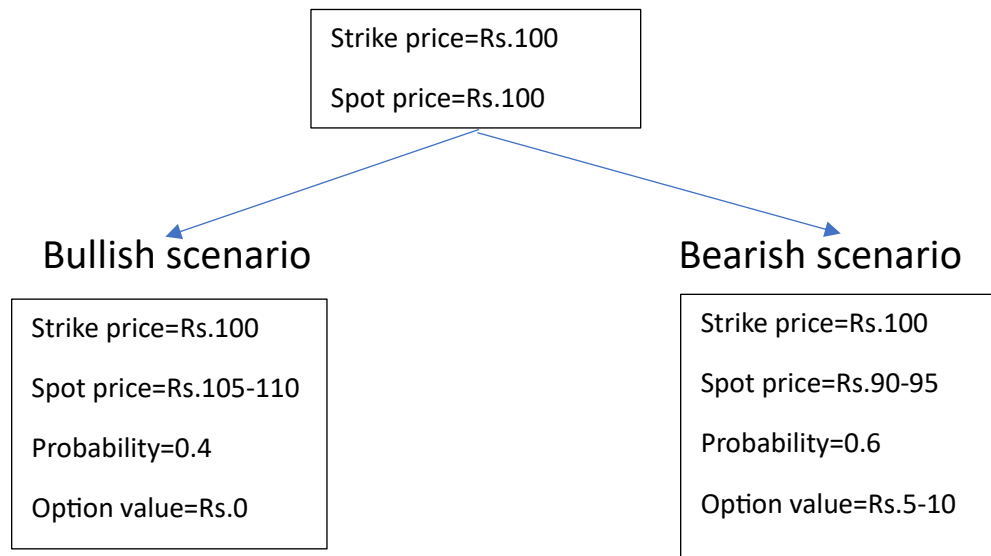 Strike price=Rs.100
Spot price=Rs.100
Bullish scenario
Strike price=Rs.100
Spot price=Rs.105-110
Probability=0.4
Option value=Rs.0
Bearish scenario
Strike price=Rs.100
Spot price=Rs.90-95
Probability=0.6
Option value=Rs.5-10